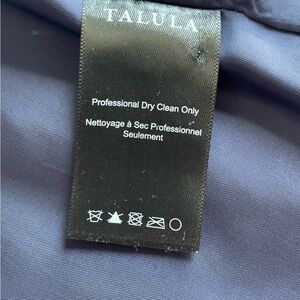 TALULA
Professional Dry Clean Only
Nettoyage à Sec Professionnel
Seulement